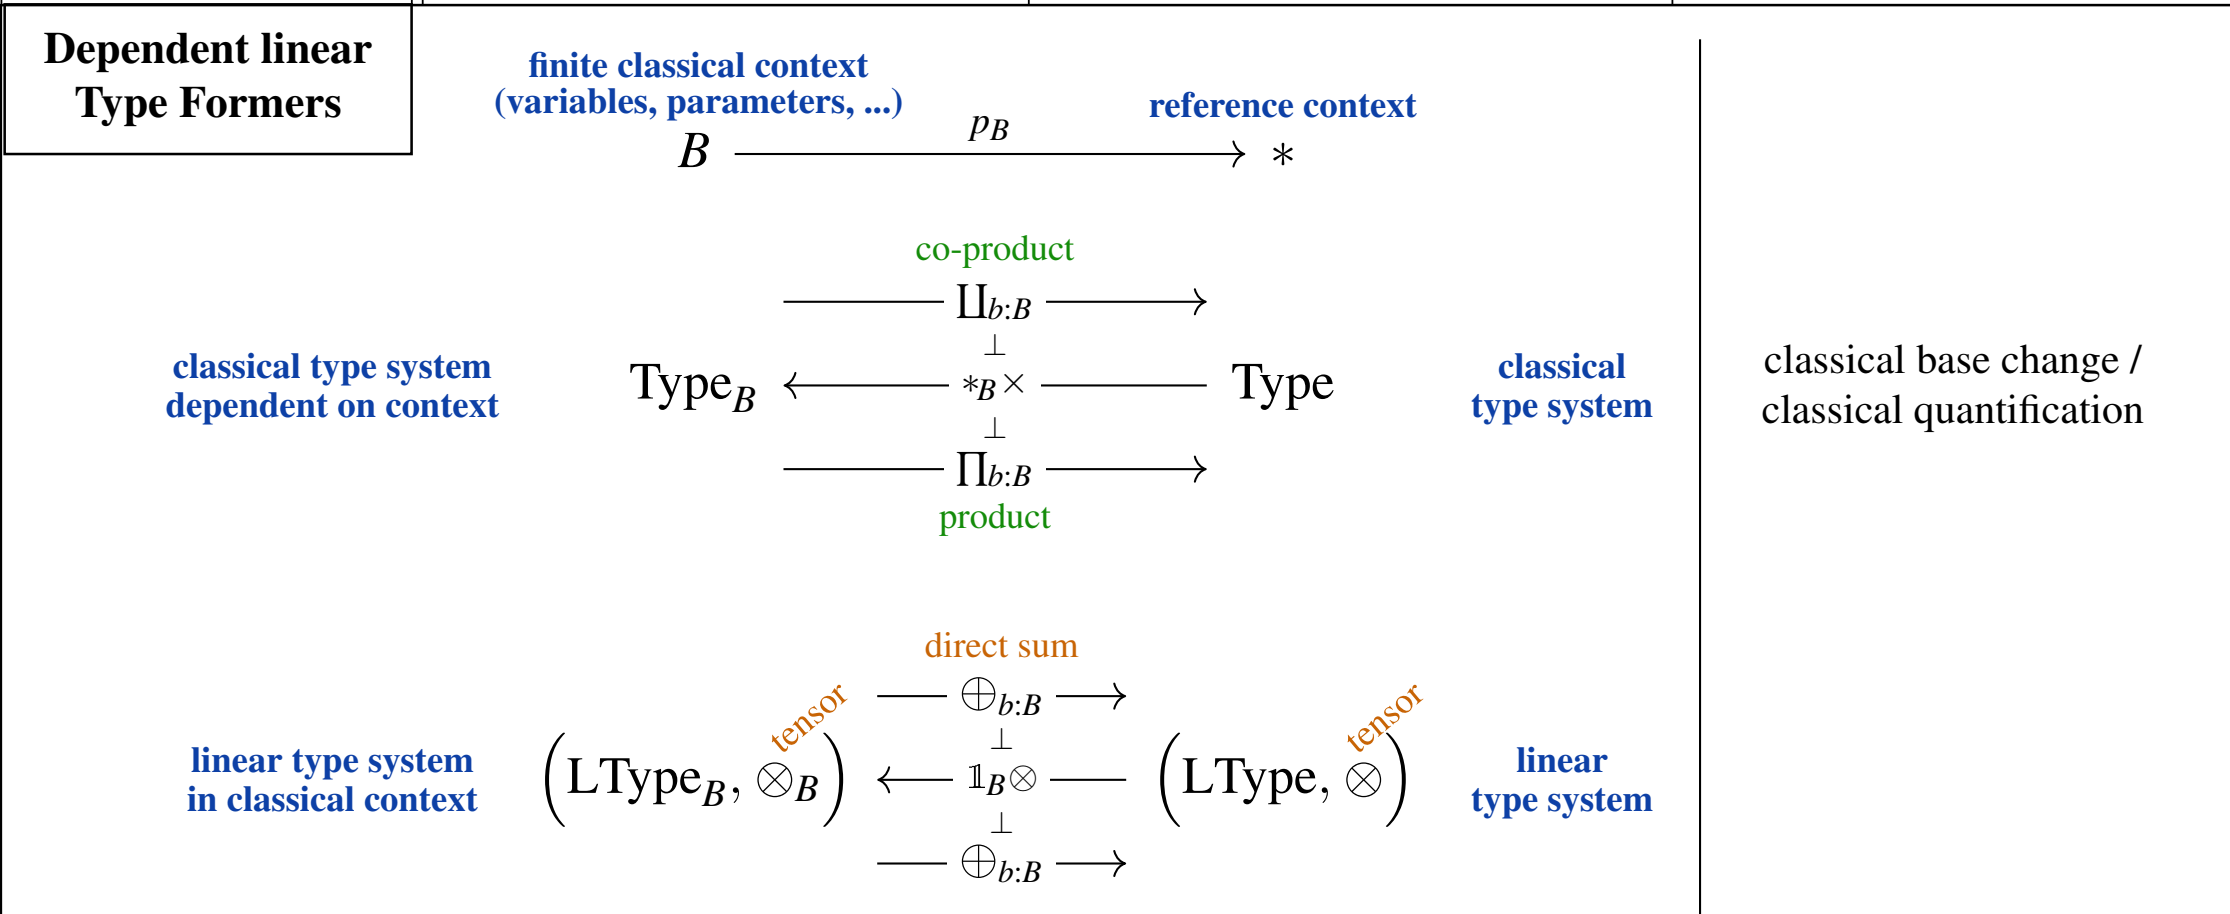 Dependent linear
Type Formers
finite classical context
(variables, parameters, ...)
reference context
p_B
B ⟶ *
co-product
∐_{b:B}
⊥
classical type system
dependent on context
Type_B ⟵ *_B× — Type
classical
type system
classical base change /
classical quantification
⊥
∏_{b:B}
product
direct sum
⊕_{b:B}
tensor
tensor
⊥
linear type system
in classical context
(LType_B, ⊗_B) ⟵ 𝟙_B⊗ — (LType, ⊗)
linear
type system
⊥
⊕_{b:B}